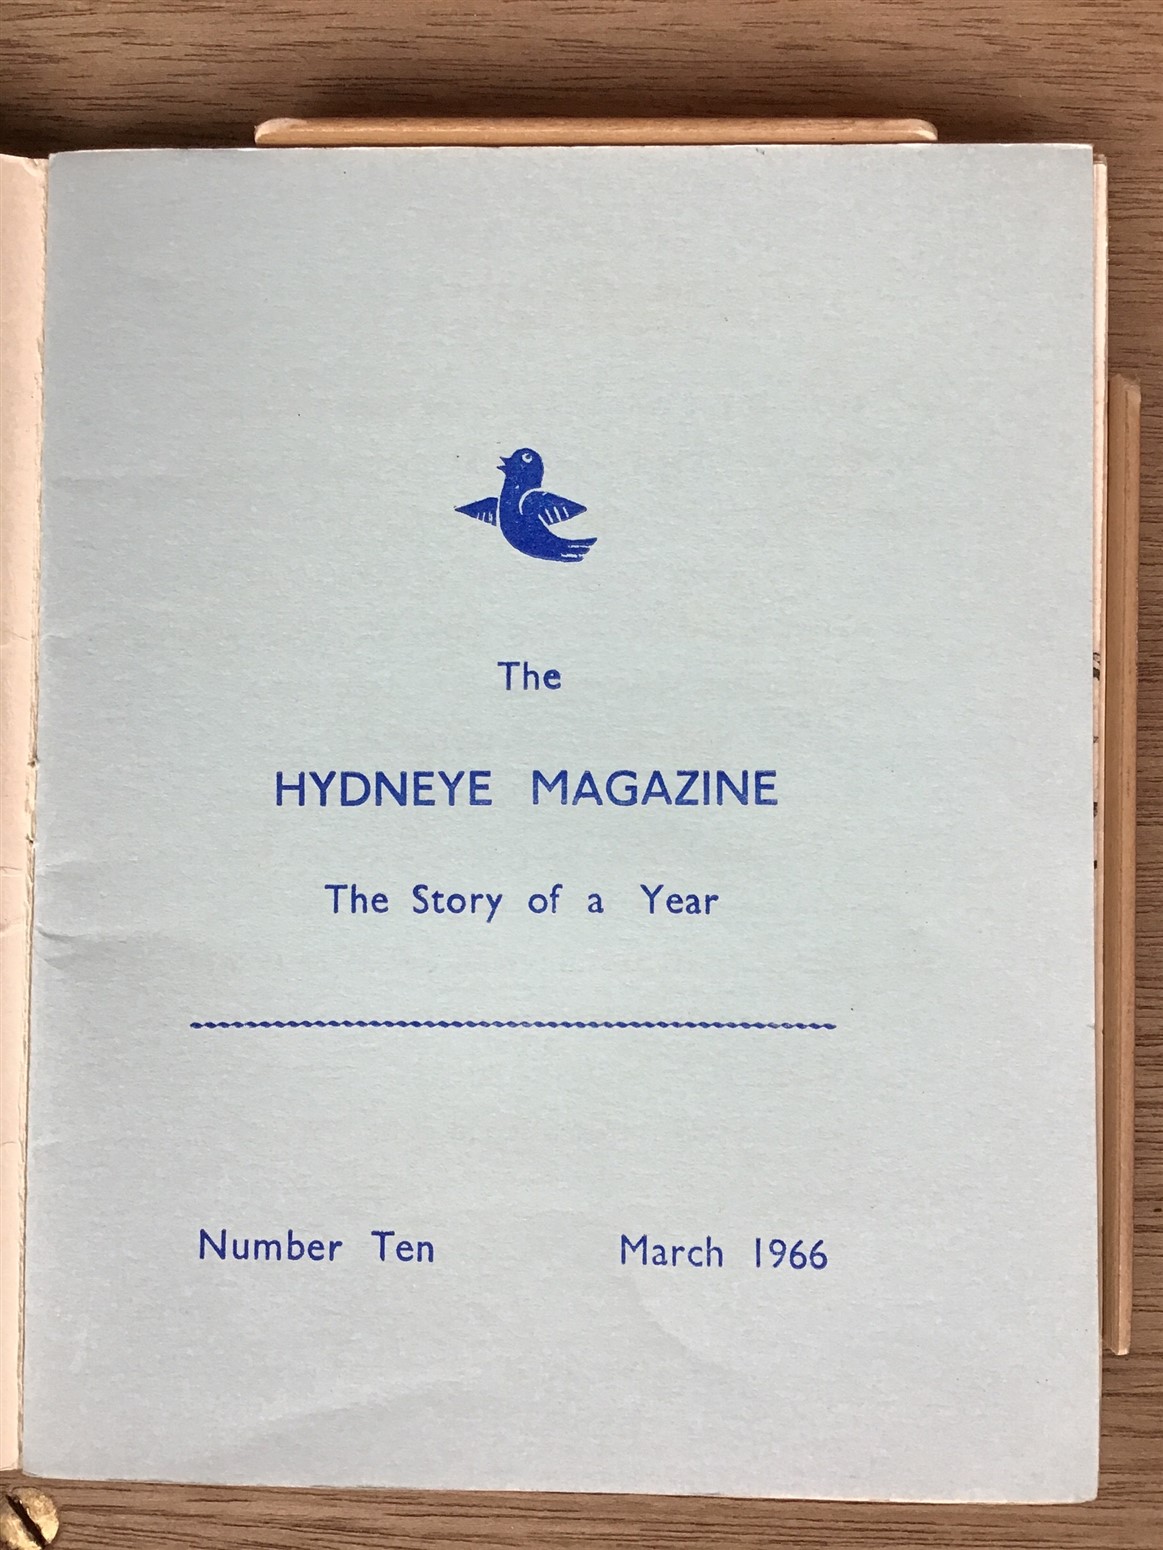 The
HYDNEYE MAGAZINE
The Story of a Year
Number Ten March 1966